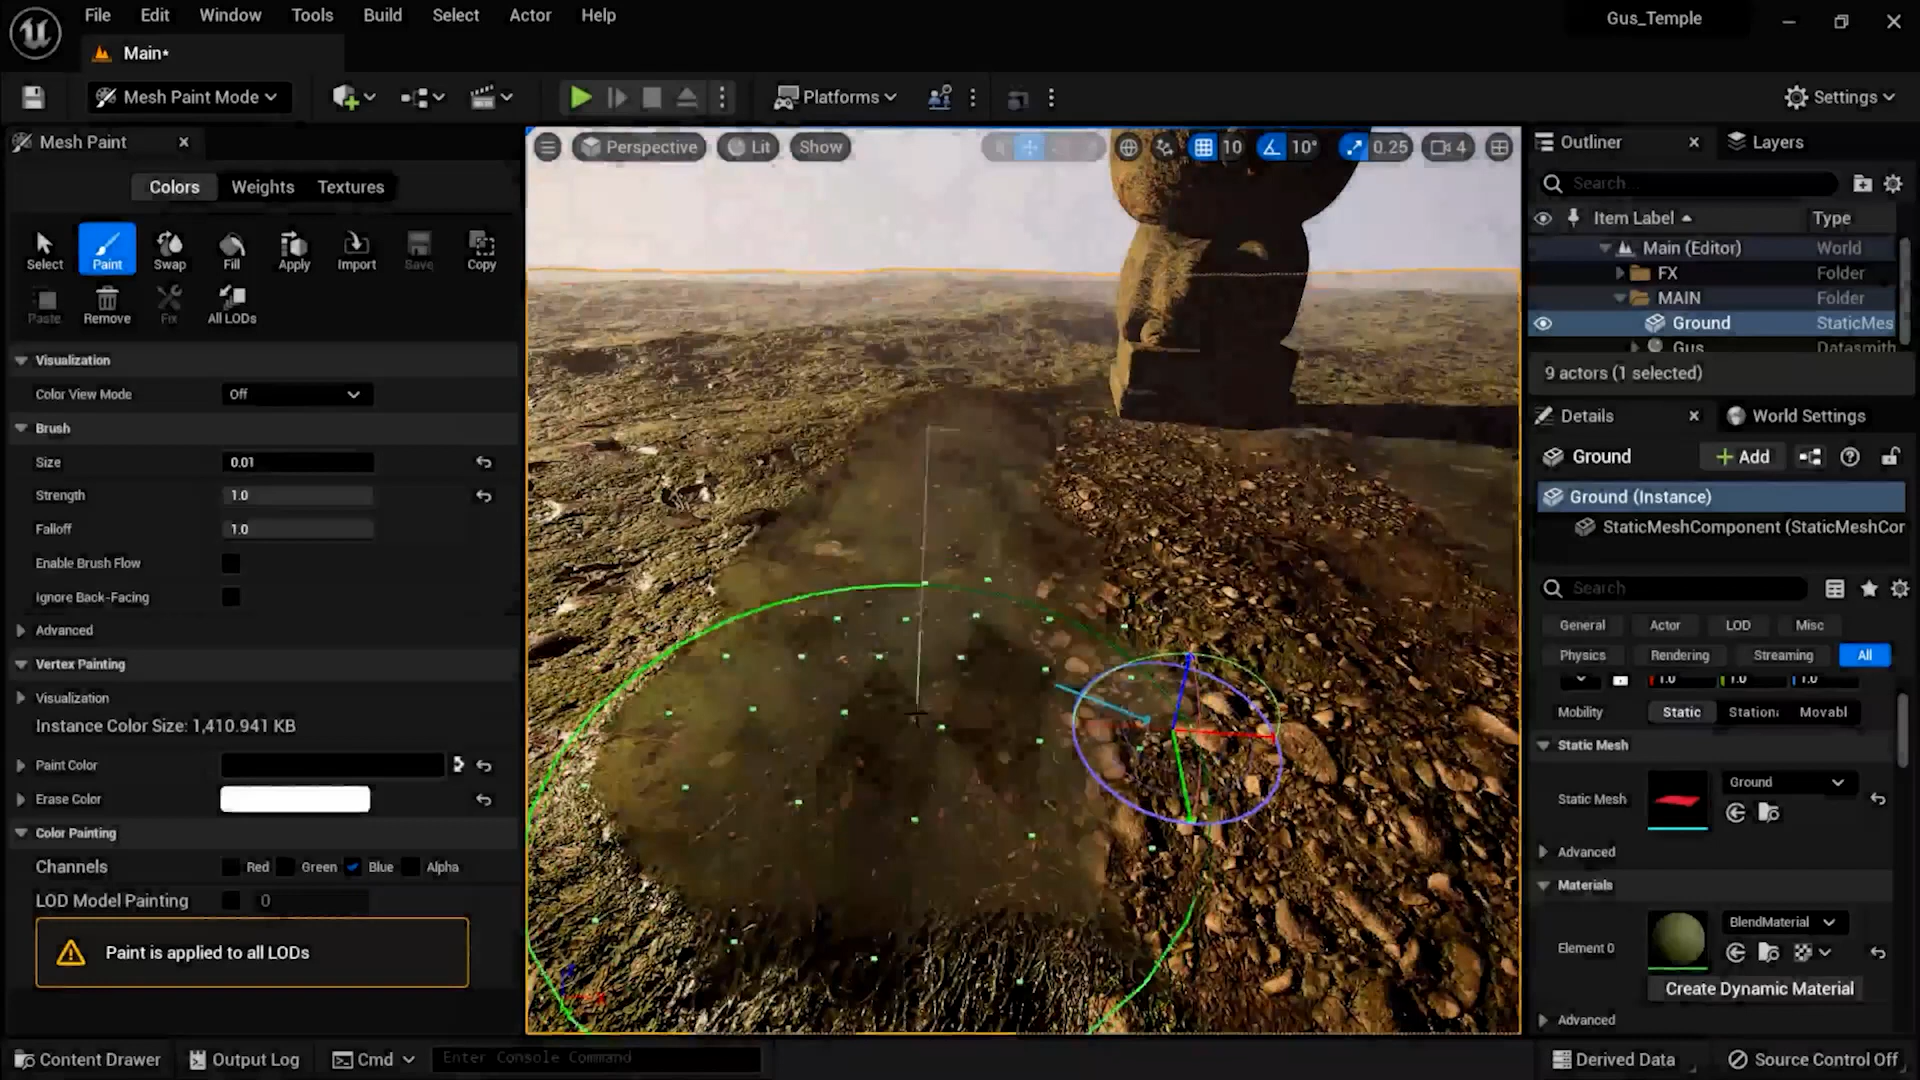 File Edit Window Tools Build Select Actor Help
Gus_Temple
Main•
Mesh Paint Mode
Platforms
Settings
Mesh Paint
Colors Weights Textures
Select Paint Swap Fill Apply Import Save Copy
Paste Remove Fix All LODs
Visualization
Color View Mode Off
Brush
Size 0.01
Strength 1.0
Falloff 1.0
Enable Brush Flow
Ignore Back-Facing
Advanced
Vertex Painting
Visualization
Instance Color Size: 1,410.941 KB
Paint Color
Erase Color
Color Painting
Channels Red Green Blue Alpha
LOD Model Painting 0
Paint is applied to all LODs
Perspective Lit Show 10 10° 0.25 4
Outliner Layers
Search...
Item Label Type
Main (Editor) World
FX Folder
MAIN Folder
Ground StaticMes
Gus Datasmith
9 actors (1 selected)
Details World Settings
Ground Add
Ground (Instance)
StaticMeshComponent (StaticMeshCor
Search
General Actor LOD Misc
Physics Rendering Streaming All
1.0 1.0 1.0
Mobility Static Stationa Movabl
Static Mesh
Static Mesh Ground
Advanced
Materials
Element 0 BlendMaterial
Create Dynamic Material
Advanced
Content Drawer Output Log Cmd Enter Console Command
Derived Data Source Control Off